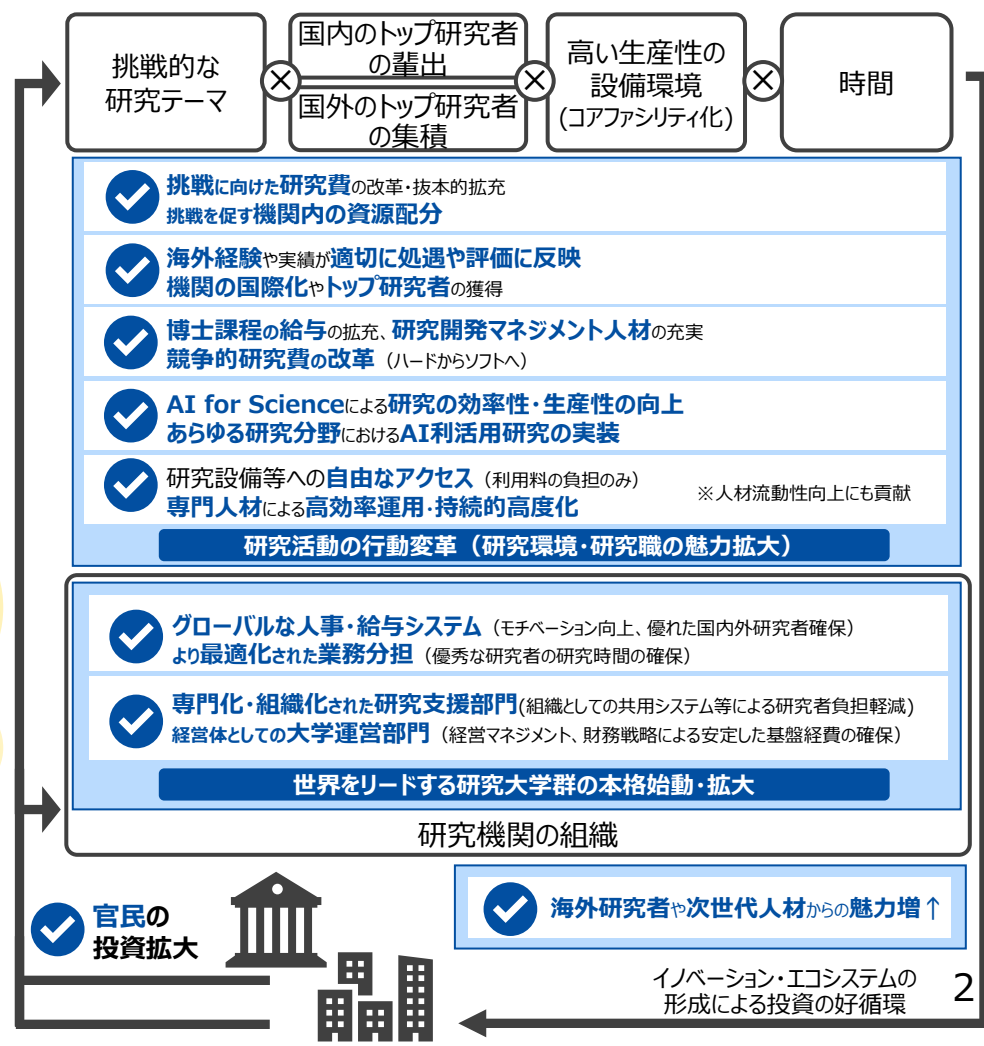 挑戦的な
研究テーマ
×
国内のトップ研究者
の輩出
国外のトップ研究者
の集積
×
高い生産性の
設備環境
(コアファシリティ化)
×
時間
挑戦に向けた研究費の改革・抜本的拡充
挑戦を促す機関内の資源配分
海外経験や実績が適切に処遇や評価に反映
機関の国際化やトップ研究者の獲得
博士課程の給与の拡充、研究開発マネジメント人材の充実
競争的研究費の改革（ハードからソフトへ）
AI for Scienceによる研究の効率性・生産性の向上
あらゆる研究分野におけるAI利活用研究の実装
研究設備等への自由なアクセス（利用料の負担のみ）
専門人材による高効率運用・持続的高度化
※人材流動性向上にも貢献
研究活動の行動変革（研究環境・研究職の魅力拡大）
グローバルな人事・給与システム（モチベーション向上、優れた国内外研究者確保）
より最適化された業務分担（優秀な研究者の研究時間の確保）
専門化・組織化された研究支援部門(組織としての共用システム等による研究者負担軽減)
経営体としての大学運営部門（経営マネジメント、財務戦略による安定した基盤経費の確保）
世界をリードする研究大学群の本格始動・拡大
研究機関の組織
海外研究者や次世代人材からの魅力増↑
官民の
投資拡大
イノベーション・エコシステムの
形成による投資の好循環
2